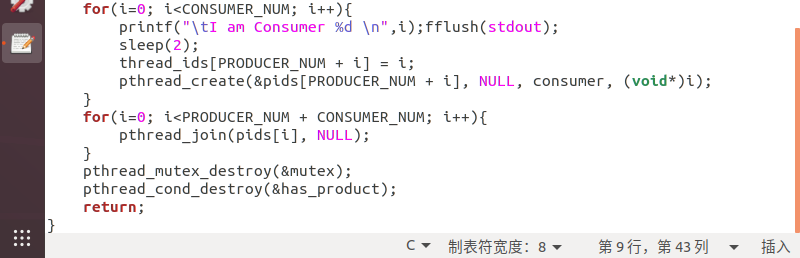 for(i=0; i<CONSUMER_NUM; i++){
printf("\tI am Consumer %d \n",i);fflush(stdout);
sleep(2);
thread_ids[PRODUCER_NUM + i] = i;
pthread_create(&pids[PRODUCER_NUM + i], NULL, consumer, (void*)i);
}
for(i=0; i<PRODUCER_NUM + CONSUMER_NUM; i++){
pthread_join(pids[i], NULL);
}
pthread_mutex_destroy(&mutex);
pthread_cond_destroy(&has_product);
return;
}
C 制表符宽度：8 第 9 行，第 43 列 插入